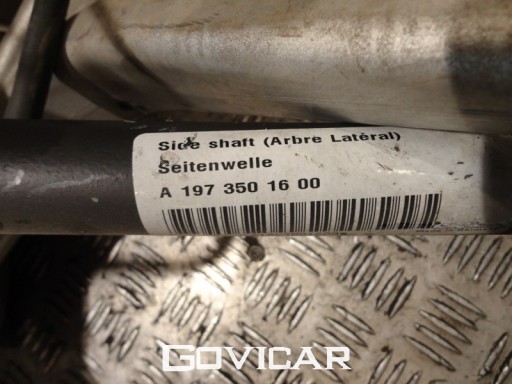 Side shaft (Arbre Latéral)
Seitenwelle
A 197 350 16 00
GOVICAR